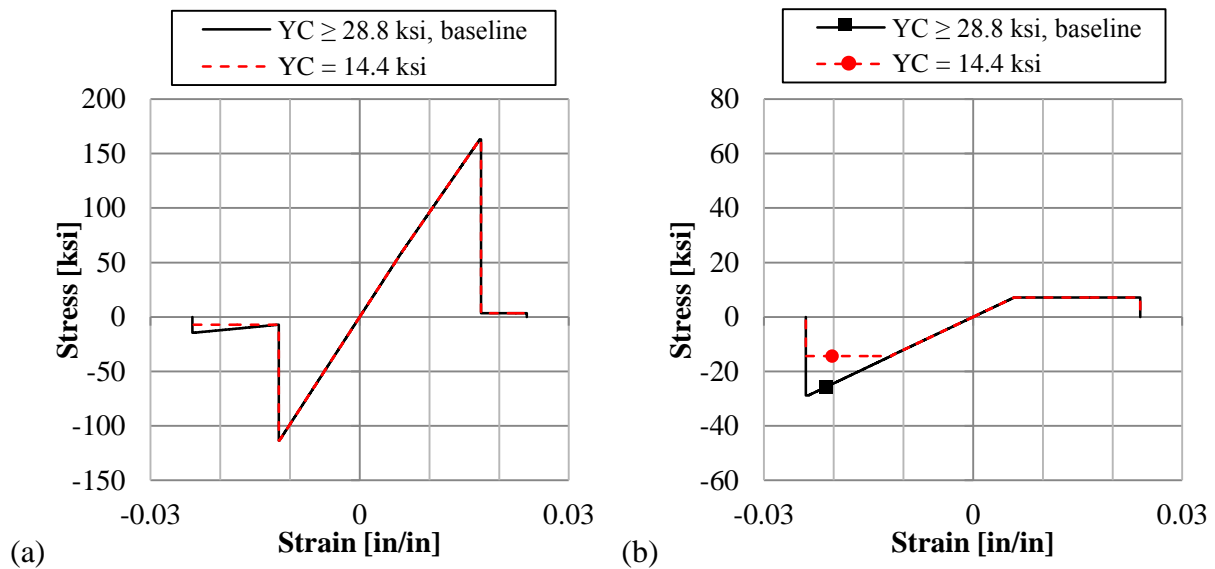 YC ≥ 28.8 ksi, baseline
YC = 14.4 ksi
200
150
100
50
0
-50
-100
-150
Stress [ksi]
-0.03
0
0.03
Strain [in/in]
(a)
YC ≥ 28.8 ksi, baseline
YC = 14.4 ksi
80
60
40
20
0
-20
-40
-60
Stress [ksi]
-0.03
0
0.03
Strain [in/in]
(b)